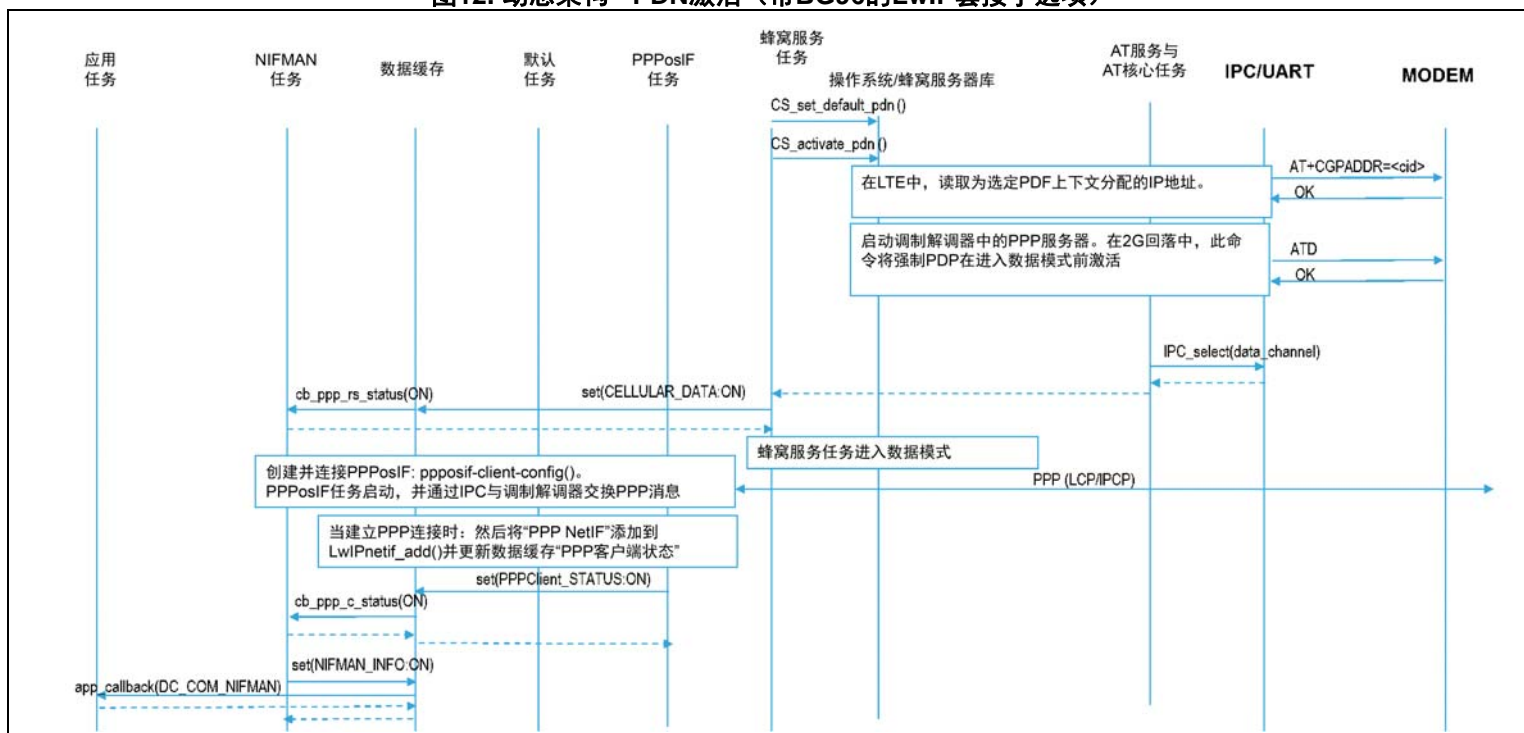 应用
任务
NIFMAN
任务
数据缓存
默认
任务
PPPosIF
任务
蜂窝服务
任务
操作系统/蜂窝服务器库
AT服务与
AT核心任务
IPC/UART
MODEM
CS_set_default_pdn()
CS_activate_pdn()
在LTE中，读取为选定PDF上下文分配的IP地址。
AT+CGPADDR=<cid>
OK
启动调制解调器中的PPP服务器。在2G回落中，此命
令将强制PDP在进入数据模式前激活
ATD
OK
IPC_select(data_channel)
cb_ppp_rs_status(ON)
set(CELLULAR_DATA:ON)
蜂窝服务任务进入数据模式
创建并连接PPPosIF: ppposif-client-config()。
PPPosIF任务启动，并通过IPC与调制解调器交换PPP消息
PPP (LCP/IPCP)
当建立PPP连接时：然后将“PPP NetIF”添加到
LwIPnetif_add()并更新数据缓存“PPP客户端状态”
set(PPPClient_STATUS:ON)
cb_ppp_c_status(ON)
set(NIFMAN_INFO:ON)
app_callback(DC_COM_NIFMAN)